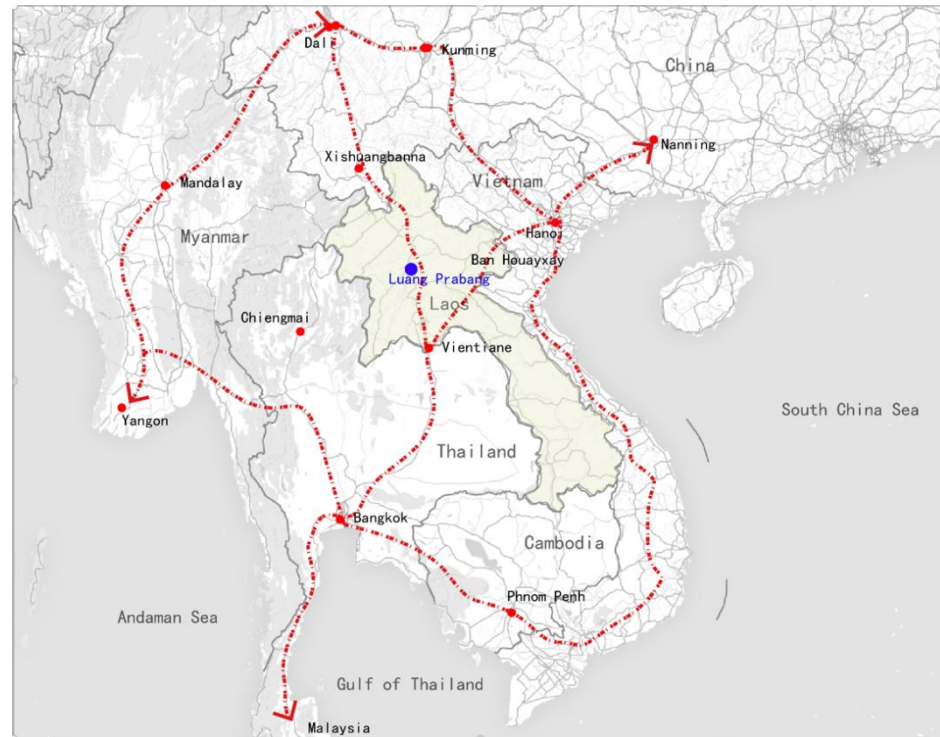 Dali
Kunming
China
Nanning
Xishuangbanna
Mandalay
Vietnam
Myanmar
Hanoi
Ban Houayxay
Luang Prabang
Laos
Chiengmai
Vientiane
South China Sea
Yangon
Thailand
Bangkok
Cambodia
Phnom Penh
Andaman Sea
Gulf of Thailand
Malaysia